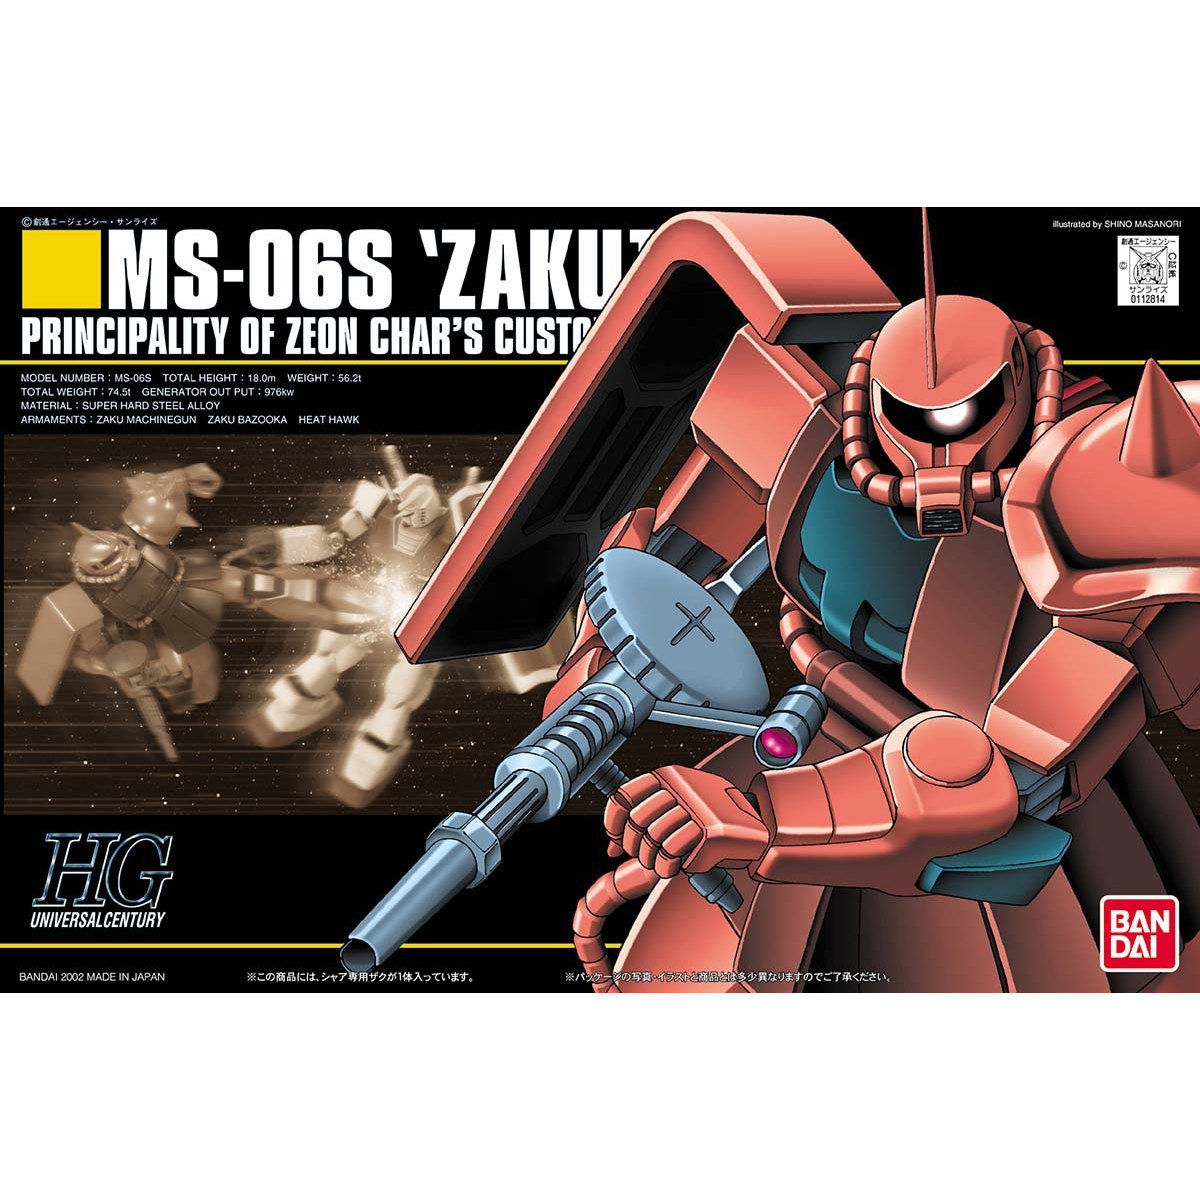 ©創通エージェンシー・サンライズ
illustrated by SHINO MASANORI
MS-06S 'ZAKU
PRINCIPALITY OF ZEON CHAR'S CUSTO
創通エージェンシー
© C証紙
サンライズ
0112814
MODEL NUMBER：MS-06S TOTAL HEIGHT：18.0m WEIGHT：56.2t
TOTAL WEIGHT：74.5t GENERATOR OUT PUT：976kw
MATERIAL：SUPER HARD STEEL ALLOY
ARMAMENTS：ZAKU MACHINEGUN ZAKU BAZOOKA HEAT HAWK
HG
UNIVERSAL CENTURY
BAN
DAI
BANDAI 2002 MADE IN JAPAN
※この商品には、シャア専用ザクが1体入っています。
※パッケージの写真・イラストと商品とは多少異なりますのでご了承ください。